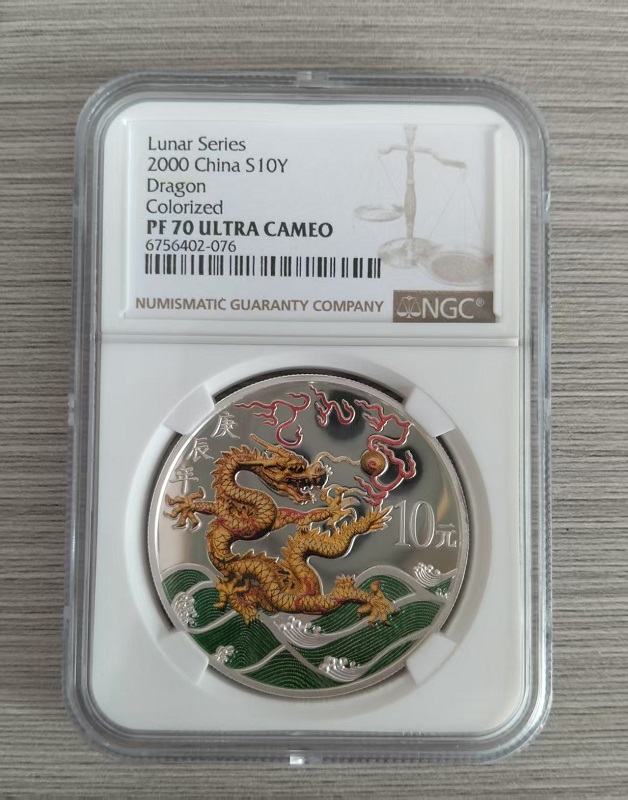 Lunar Series
2000 China S10Y
Dragon
Colorized
PF 70 ULTRA CAMEO
6756402-076
NUMISMATIC GUARANTY COMPANY
NGC®
庚辰年
10元